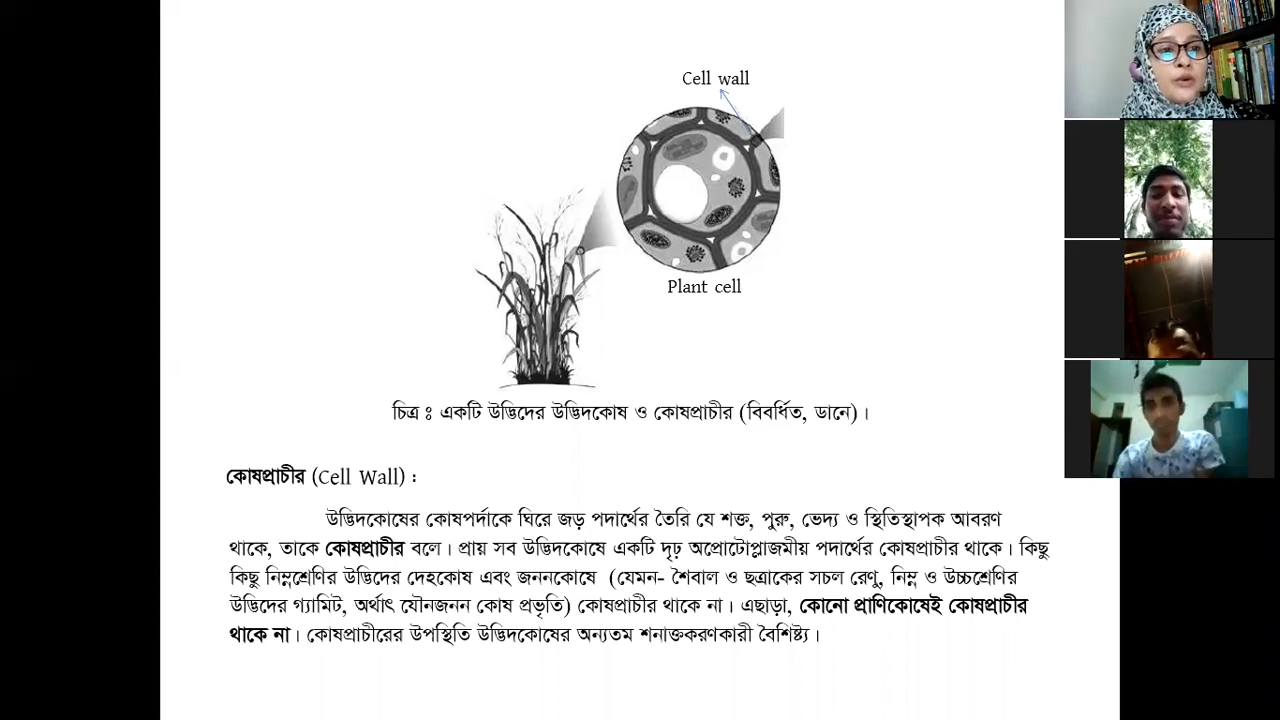 Cell wall
Plant cell
চিত্র ঃ একটি উদ্ভিদের উদ্ভিদকোষ ও কোষপ্রাচীর (বিবর্ধিত, ডানে)।
কোষপ্রাচীর (Cell Wall) :
উদ্ভিদকোষের কোষপর্দাকে ঘিরে জড় পদার্থের তৈরি যে শক্ত, পুরু, ভেদ্য ও স্থিতিস্থাপক আবরণ
থাকে, তাকে কোষপ্রাচীর বলে। প্রায় সব উদ্ভিদকোষে একটি দৃঢ় অপ্রোটোপ্লাজমীয় পদার্থের কোষপ্রাচীর থাকে। কিছু
কিছু নিম্নশ্রেণির উদ্ভিদের দেহকোষ এবং জননকোষে (যেমন- শৈবাল ও ছত্রাকের সচল রেণু, নিম্ন ও উচ্চশ্রেণির
উদ্ভিদের গ্যামিট, অর্থাৎ যৌনজনন কোষ প্রভৃতি) কোষপ্রাচীর থাকে না। এছাড়া, কোনো প্রাণিকোষেই কোষপ্রাচীর
থাকে না। কোষপ্রাচীরের উপস্থিতি উদ্ভিদকোষের অন্যতম শনাক্তকরণকারী বৈশিষ্ট্য।